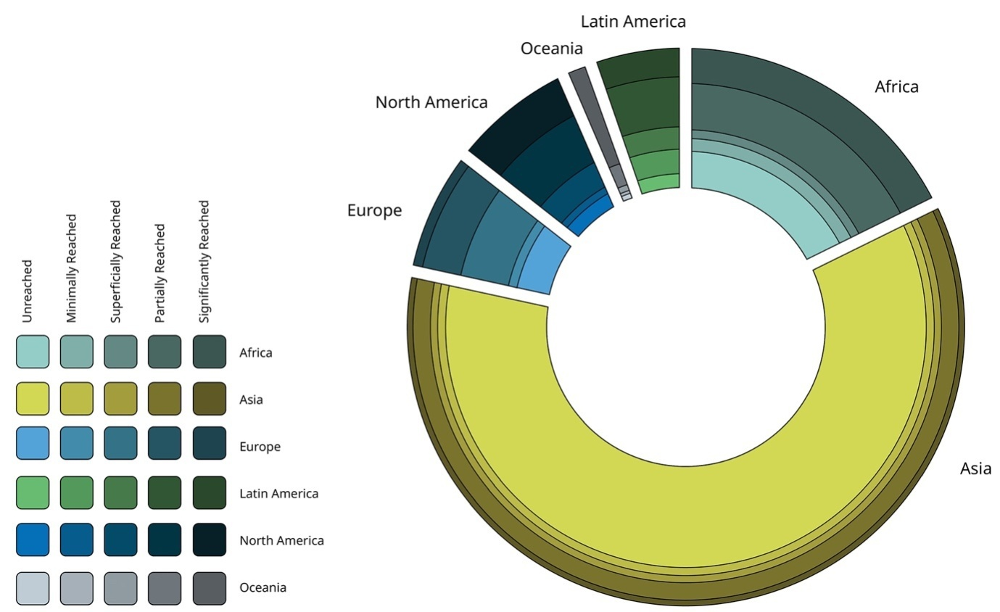 Latin America
Oceania
Africa
North America
Europe
Asia
Unreached
Minimally Reached
Superficially Reached
Partially Reached
Significantly Reached
Africa
Asia
Europe
Latin America
North America
Oceania